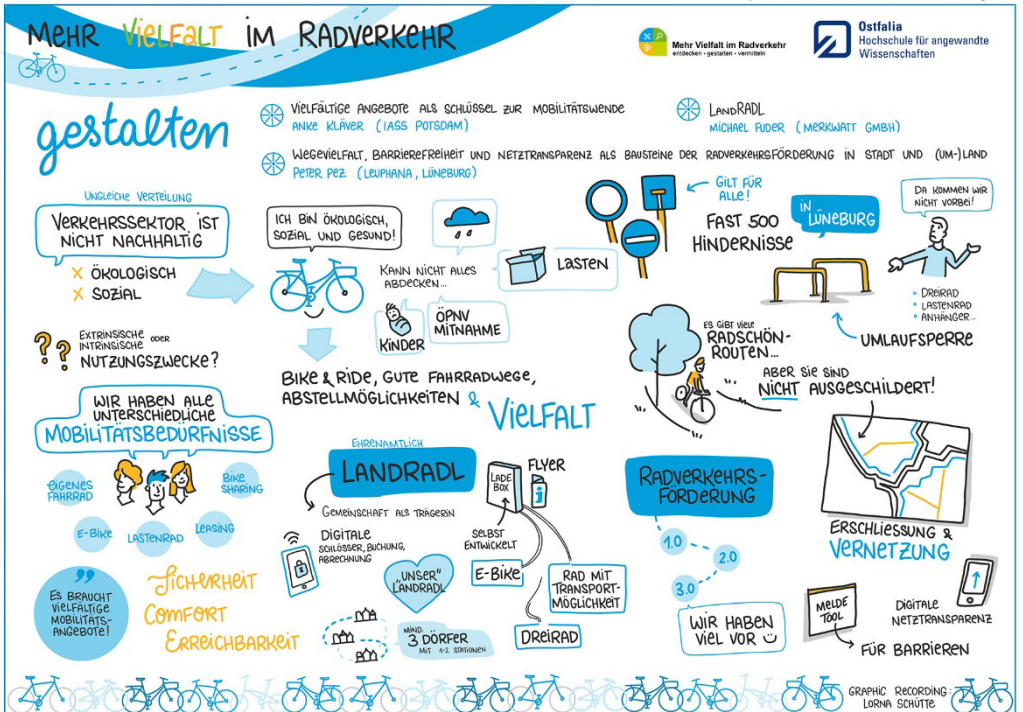 MEHR VIELFALT IM RADVERKEHR
Mehr Vielfalt im Radverkehr
entdecken · gestalten · vermitteln
Ostfalia
Hochschule für angewandte
Wissenschaften
gestalten
VIELFÄLTIGE ANGEBOTE ALS SCHLÜSSEL ZUR MOBILITÄTSWENDE
ANKE KLÄVER (IASS POTSDAM)
LANDRADL
MICHAEL FUDER (MERKWATT GMBH)
WEGEVIELFALT, BARRIEREFREIHEIT UND NETZTRANSPARENZ ALS BAUSTEINE DER RADVERKEHRSFÖRDERUNG IN STADT UND (UM-)LAND
PETER PEZ (LEUPHANA, LÜNEBURG)
UNGLEICHE VERTEILUNG
VERKEHRSSEKTOR IST
NICHT NACHHALTIG
X ÖKOLOGISCH
X SOZIAL
ICH BIN ÖKOLOGISCH,
SOZIAL UND GESUND!
KANN NICHT ALLES
ABDECKEN...
LASTEN
KINDER
ÖPNV
MITNAHME
GILT FÜR
ALLE!
FAST 500
HINDERNISSE
IN
LÜNEBURG
DA KOMMEN WIR
NICHT VORBEI!
DREIRAD
LASTENRAD
ANHÄNGER...
UMLAUFSPERRE
? ? EXTRINSISCHE ODER
INTRINSISCHE
NUTZUNGSZWECKE?
BIKE & RIDE, GUTE FAHRRADWEGE,
ABSTELLMÖGLICHKEITEN & VIELFALT
ES GIBT VIELE
RADSCHÖN-
ROUTEN...
ABER SIE SIND
NICHT AUSGESCHILDERT!
WIR HABEN ALLE
UNTERSCHIEDLICHE
MOBILITÄTSBEDÜRFNISSE
EIGENES
FAHRRAD
BIKE
SHARING
E-BIKE
LASTENRAD
LEASING
EHRENAMTLICH
LANDRADL
GEMEINSCHAFT ALS TRÄGERIN
DIGITALE
SCHLÖSSER, BUCHUNG,
ABRECHNUNG
LADE
BOX
FLYER
i
SELBST
ENTWICKELT
"UNSER"
LANDRADL
E-BIKE
RAD MIT
TRANSPORT-
MÖGLICHKEIT
DREIRAD
MIND.
3 DÖRFER
MIT 1-2 STATIONEN
RADVERKEHRS-
FÖRDERUNG
1.0
2.0
3.0
WIR HABEN
VIEL VOR
ERSCHLIESSUNG &
VERNETZUNG
MELDE
TOOL
DIGITALE
NETZTRANSPARENZ
FÜR BARRIEREN
"
ES BRAUCHT
VIELFÄLTIGE
MOBILITÄTS-
ANGEBOTE!
SICHERHEIT
COMFORT
ERREICHBARKEIT
GRAPHIC RECORDING:
LORNA SCHÜTTE